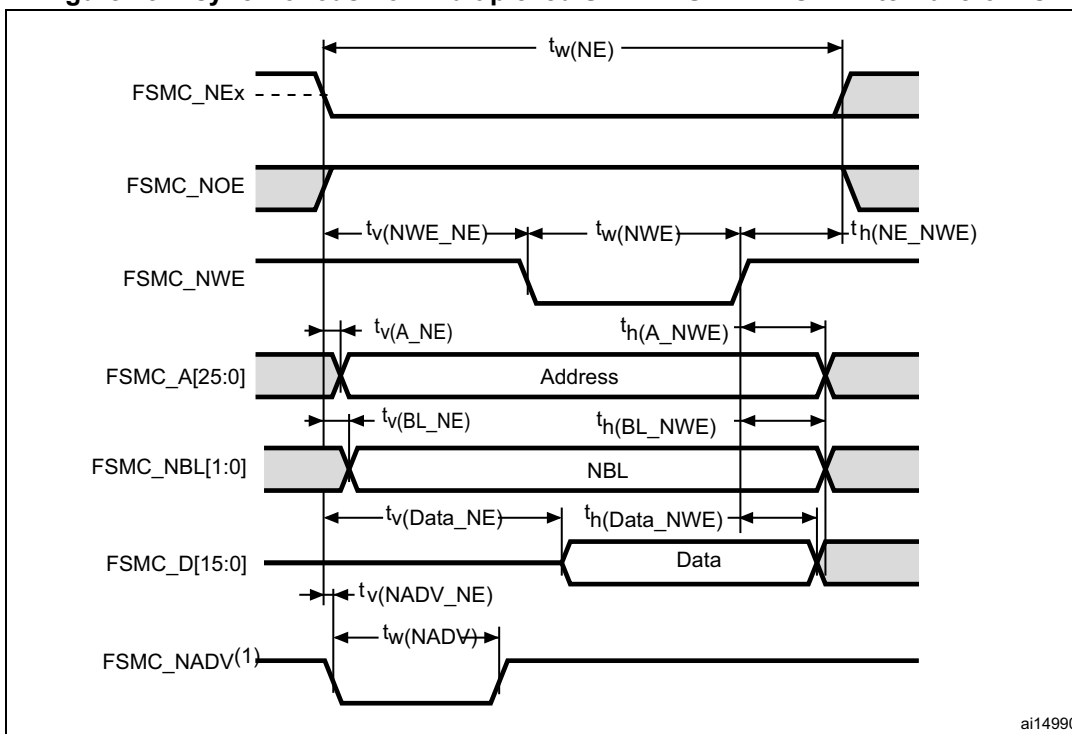 tw(NE)
FSMC_NEx
FSMC_NOE
tv(NWE_NE)
tw(NWE)
th(NE_NWE)
FSMC_NWE
tv(A_NE)
th(A_NWE)
FSMC_A[25:0]
Address
tv(BL_NE)
th(BL_NWE)
FSMC_NBL[1:0]
NBL
tv(Data_NE)
th(Data_NWE)
FSMC_D[15:0]
Data
tv(NADV_NE)
tw(NADV)
FSMC_NADV(1)
ai14990